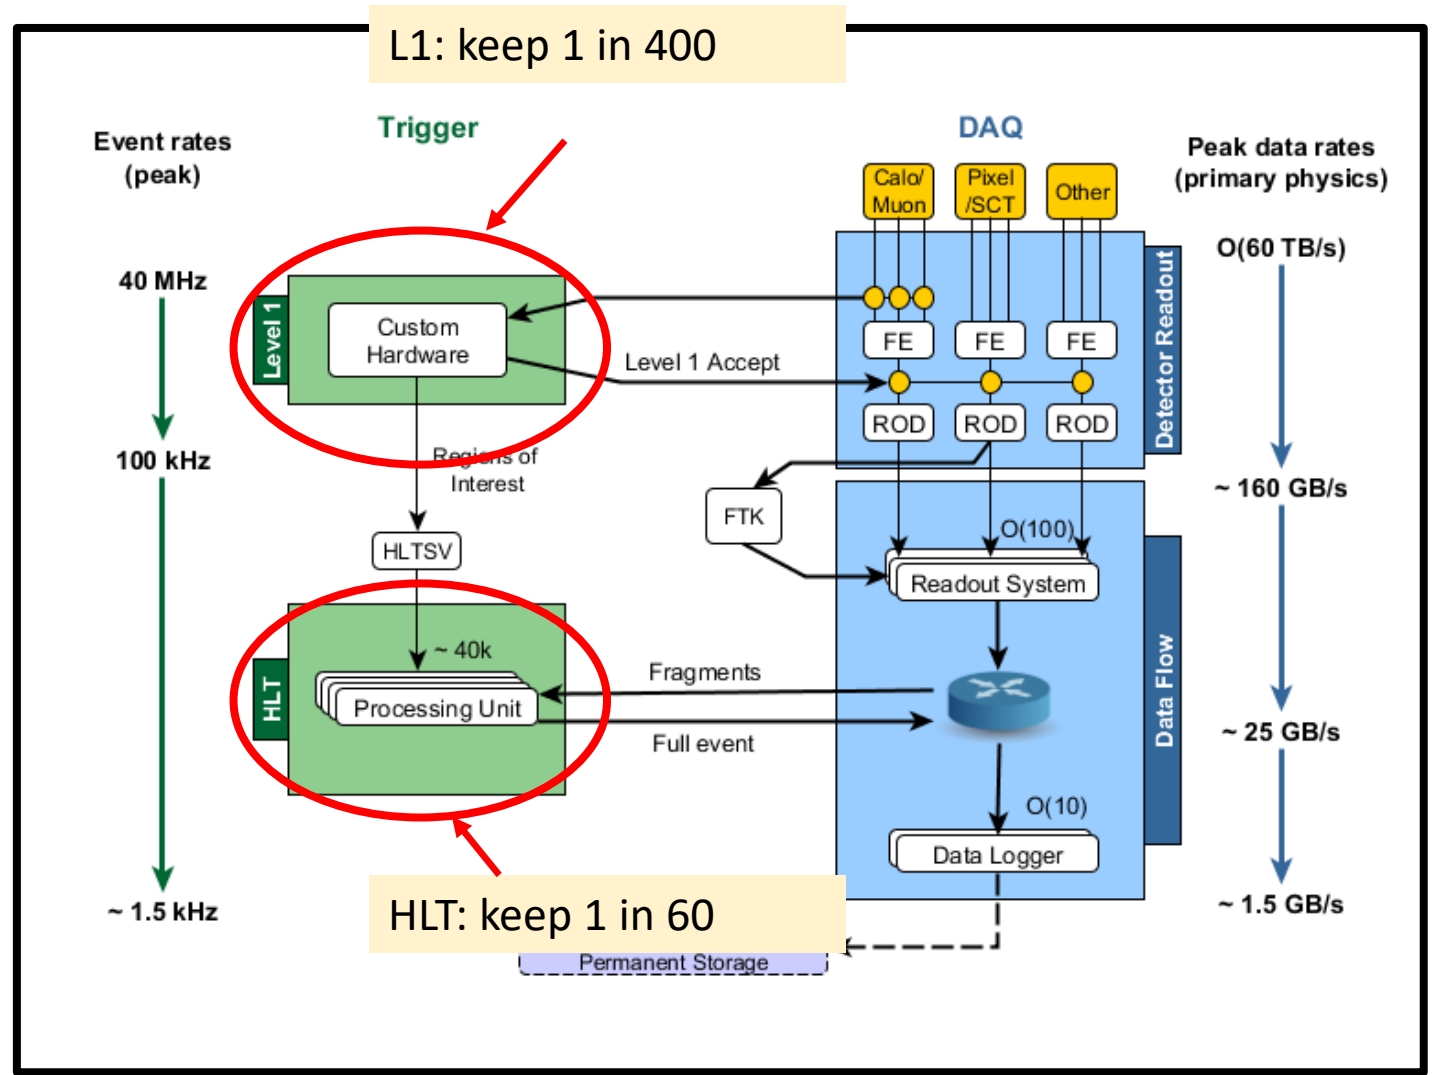 L1: keep 1 in 400
Trigger
DAQ
Event rates
(peak)
Peak data rates
(primary physics)
Calo/
Muon
Pixel
/SCT
Other
O(60 TB/s)
40 MHz
Level 1
Custom
Hardware
FE
FE
FE
Detector Readout
Level 1 Accept
ROD
ROD
ROD
100 kHz
Regions of
Interest
~ 160 GB/s
FTK
O(100)
HLTSV
Readout System
~ 40k
HLT
Processing Unit
Fragments
Full event
Data Flow
~ 25 GB/s
O(10)
Data Logger
~ 1.5 kHz
~ 1.5 GB/s
HLT: keep 1 in 60
Permanent Storage